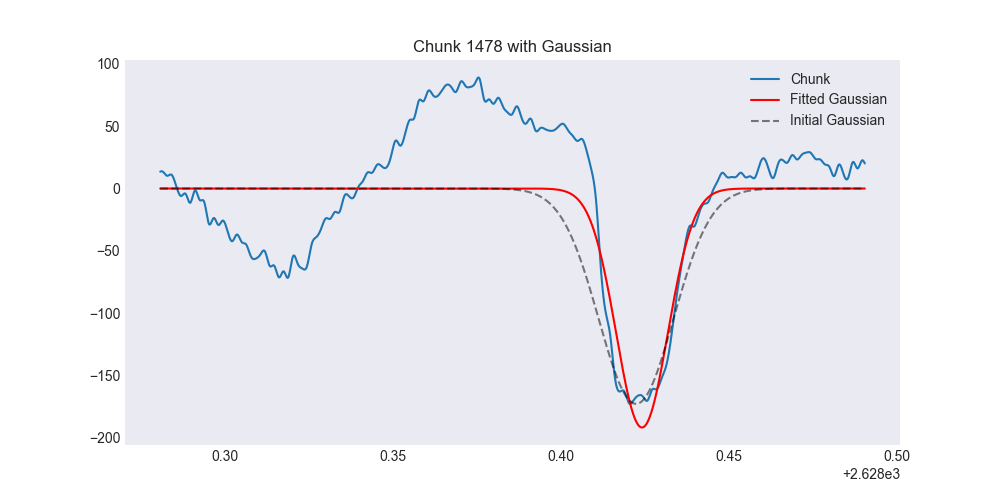 Chunk 1478 with Gaussian
100
50
0
−50
−100
−150
−200
Chunk
Fitted Gaussian
Initial Gaussian
0.30 0.35 0.40 0.45 0.50
+2.628e3